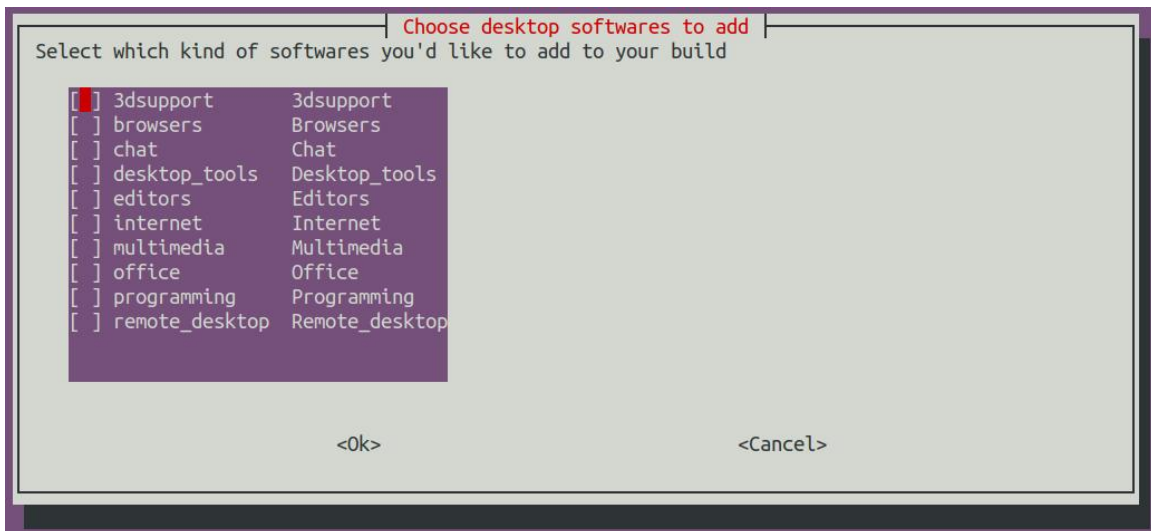 Choose desktop softwares to add
Select which kind of softwares you'd like to add to your build
[ ] 3dsupport 3dsupport
[ ] browsers Browsers
[ ] chat Chat
[ ] desktop_tools Desktop_tools
[ ] editors Editors
[ ] internet Internet
[ ] multimedia Multimedia
[ ] office Office
[ ] programming Programming
[ ] remote_desktop Remote_desktop
<Ok> <Cancel>